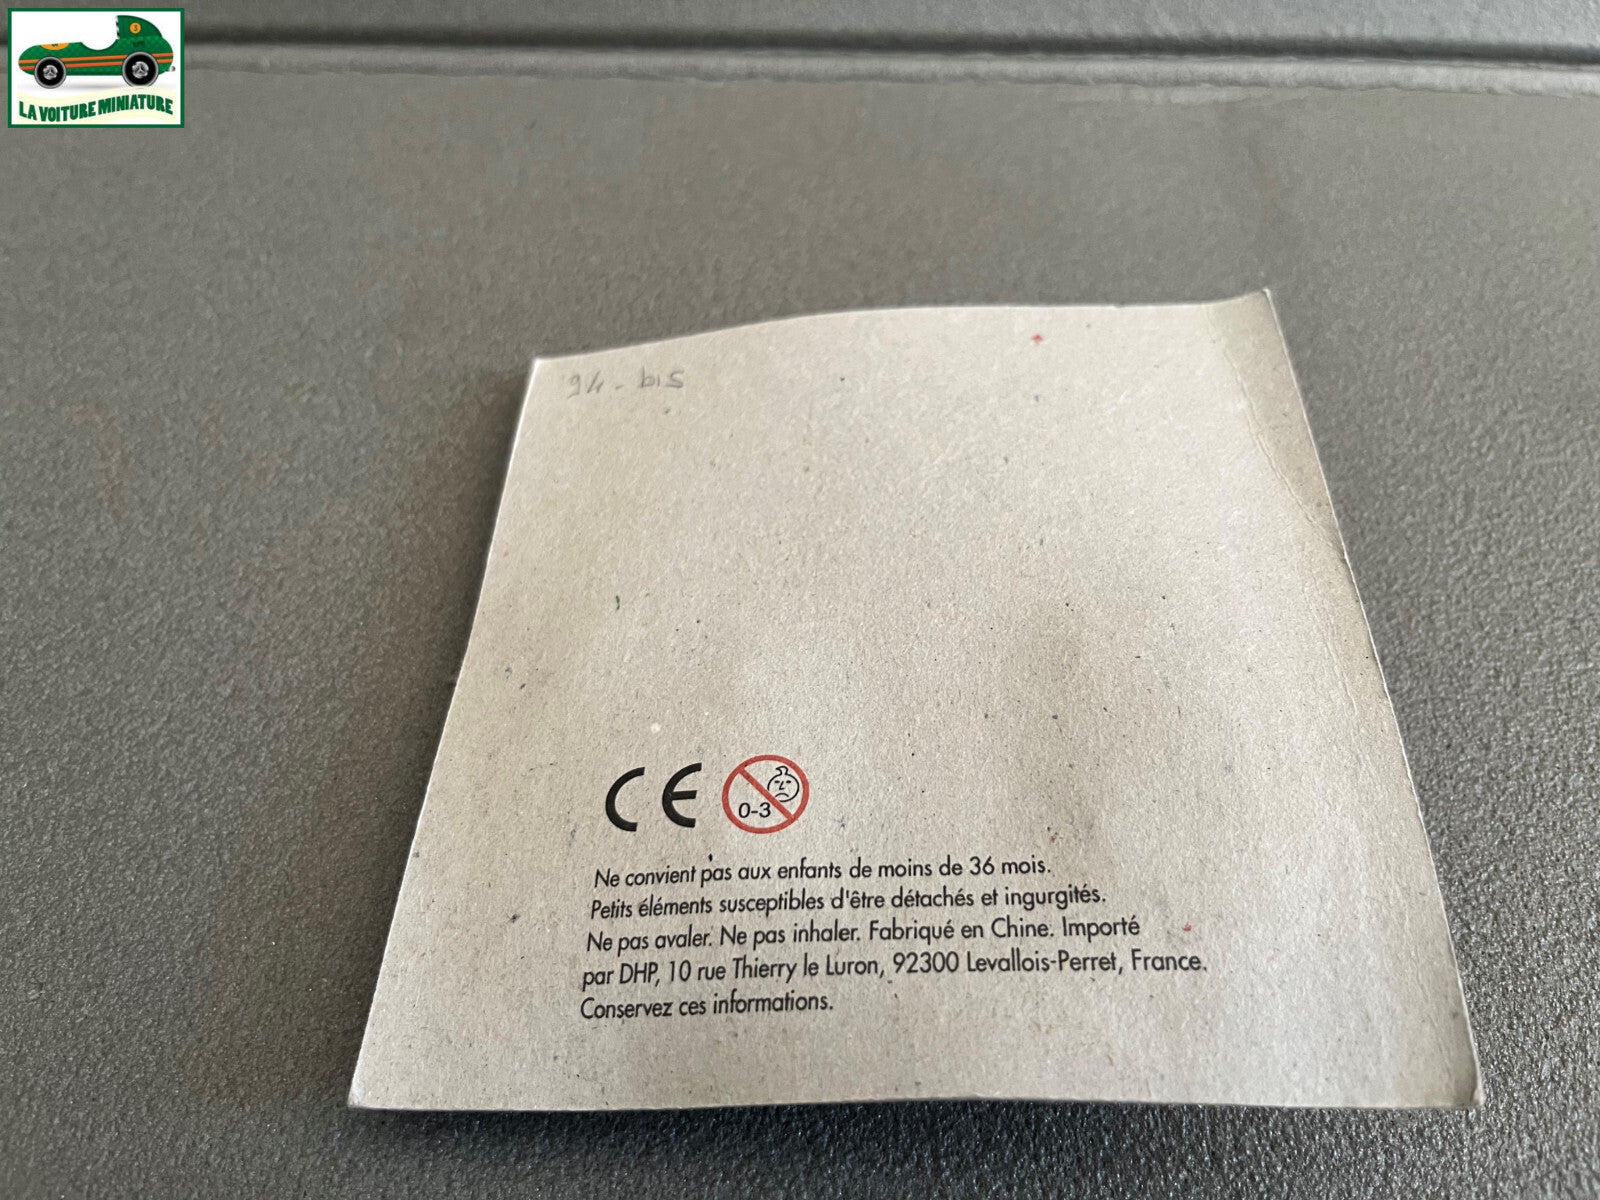 LA VOITURE MINIATURE
94 - bis
CE
0-3
Ne convient pas aux enfants de moins de 36 mois.
Petits éléments susceptibles d'être détachés et ingurgités.
Ne pas avaler. Ne pas inhaler. Fabriqué en Chine. Importé
par DHP, 10 rue Thierry le Luron, 92300 Levallois-Perret, France.
Conservez ces informations.